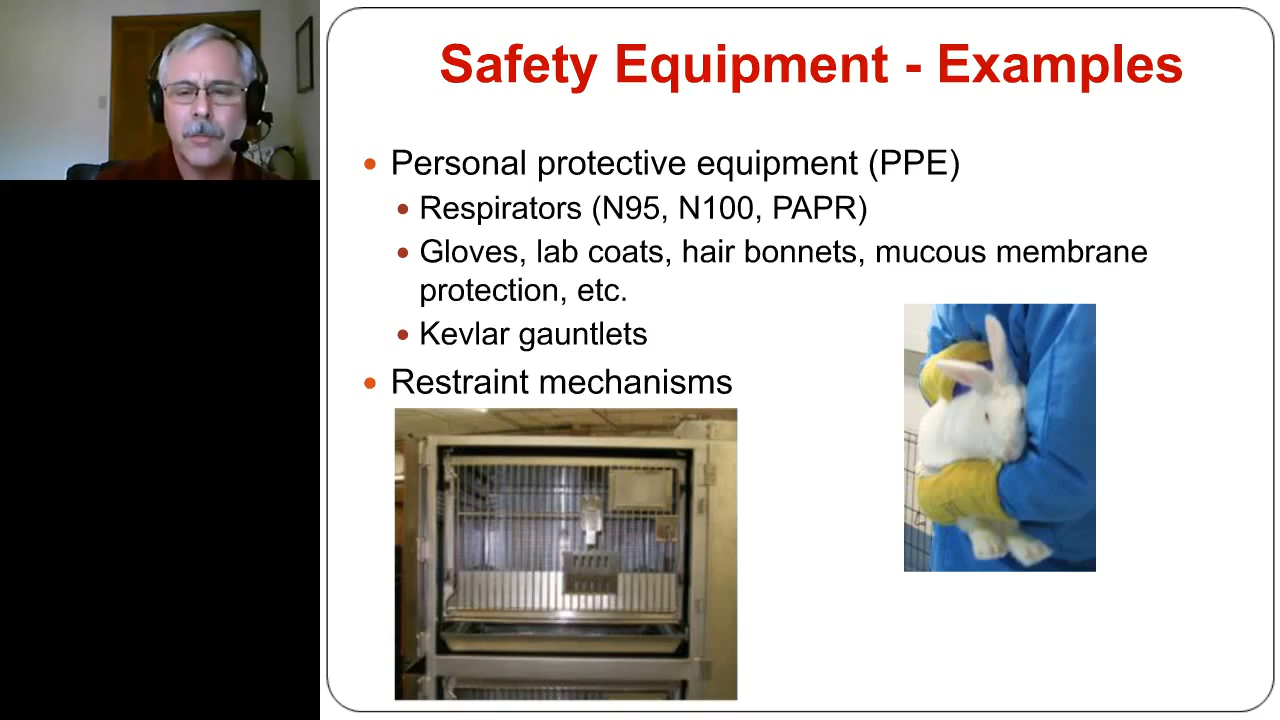 Safety Equipment - Examples
Personal protective equipment (PPE)
Respirators (N95, N100, PAPR)
Gloves, lab coats, hair bonnets, mucous membrane
protection, etc.
Kevlar gauntlets
Restraint mechanisms